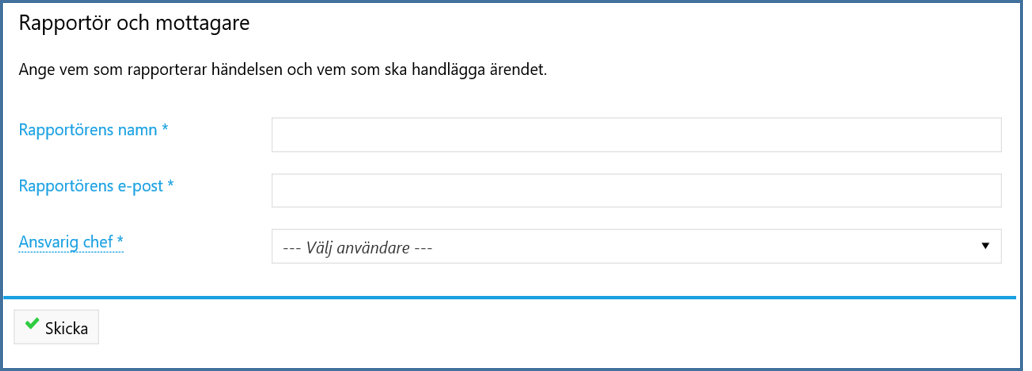 Rapportör och mottagare
Ange vem som rapporterar händelsen och vem som ska handlägga ärendet.
Rapportörens namn *
Rapportörens e-post *
Ansvarig chef *
--- Välj användare ---
Skicka